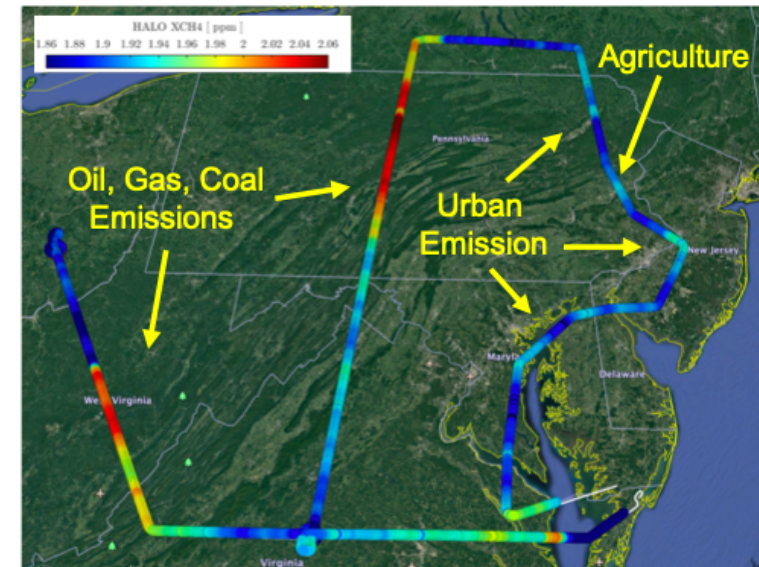 HALO XCH4 [ ppm ]
1.86 1.88 1.9 1.92 1.94 1.96 1.98 2 2.02 2.04 2.06
Agriculture
Pennsylvania
Oil, Gas, Coal
Emissions
Urban
Emission
New Jersey
Maryl
Delaware
West Virginia
Virginia